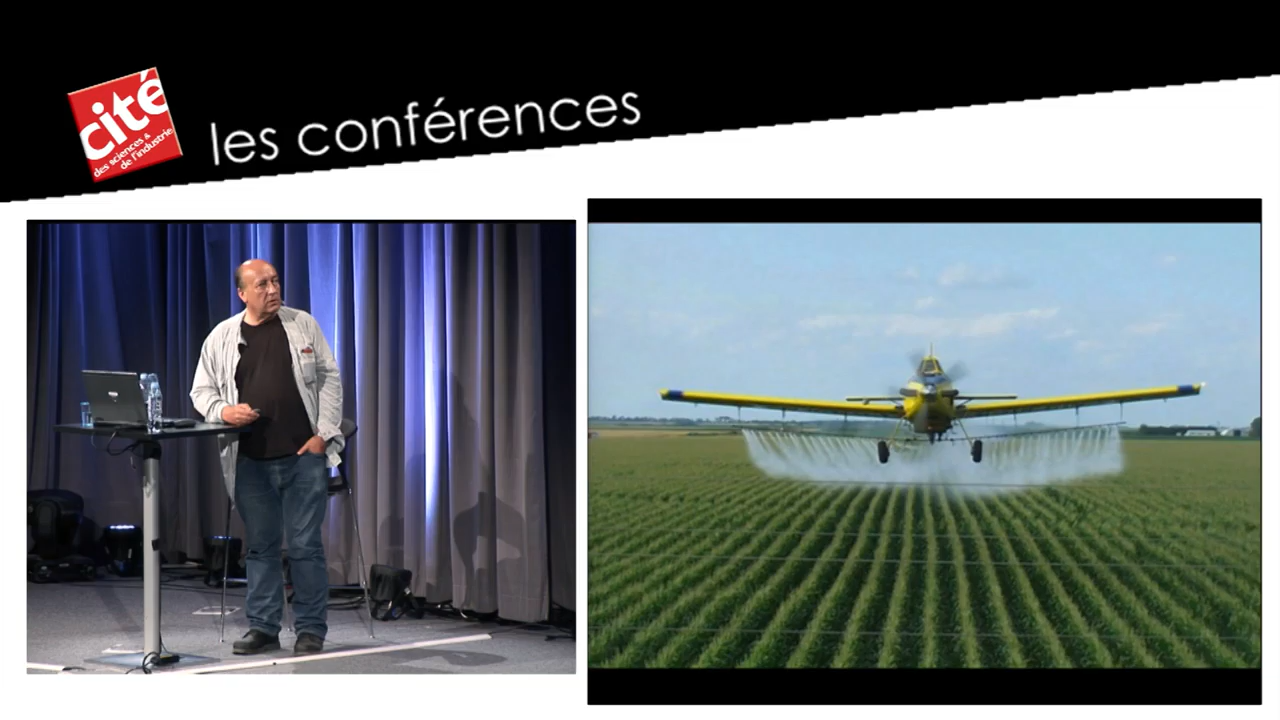 cité
des sciences &
de l'industrie
les conférences